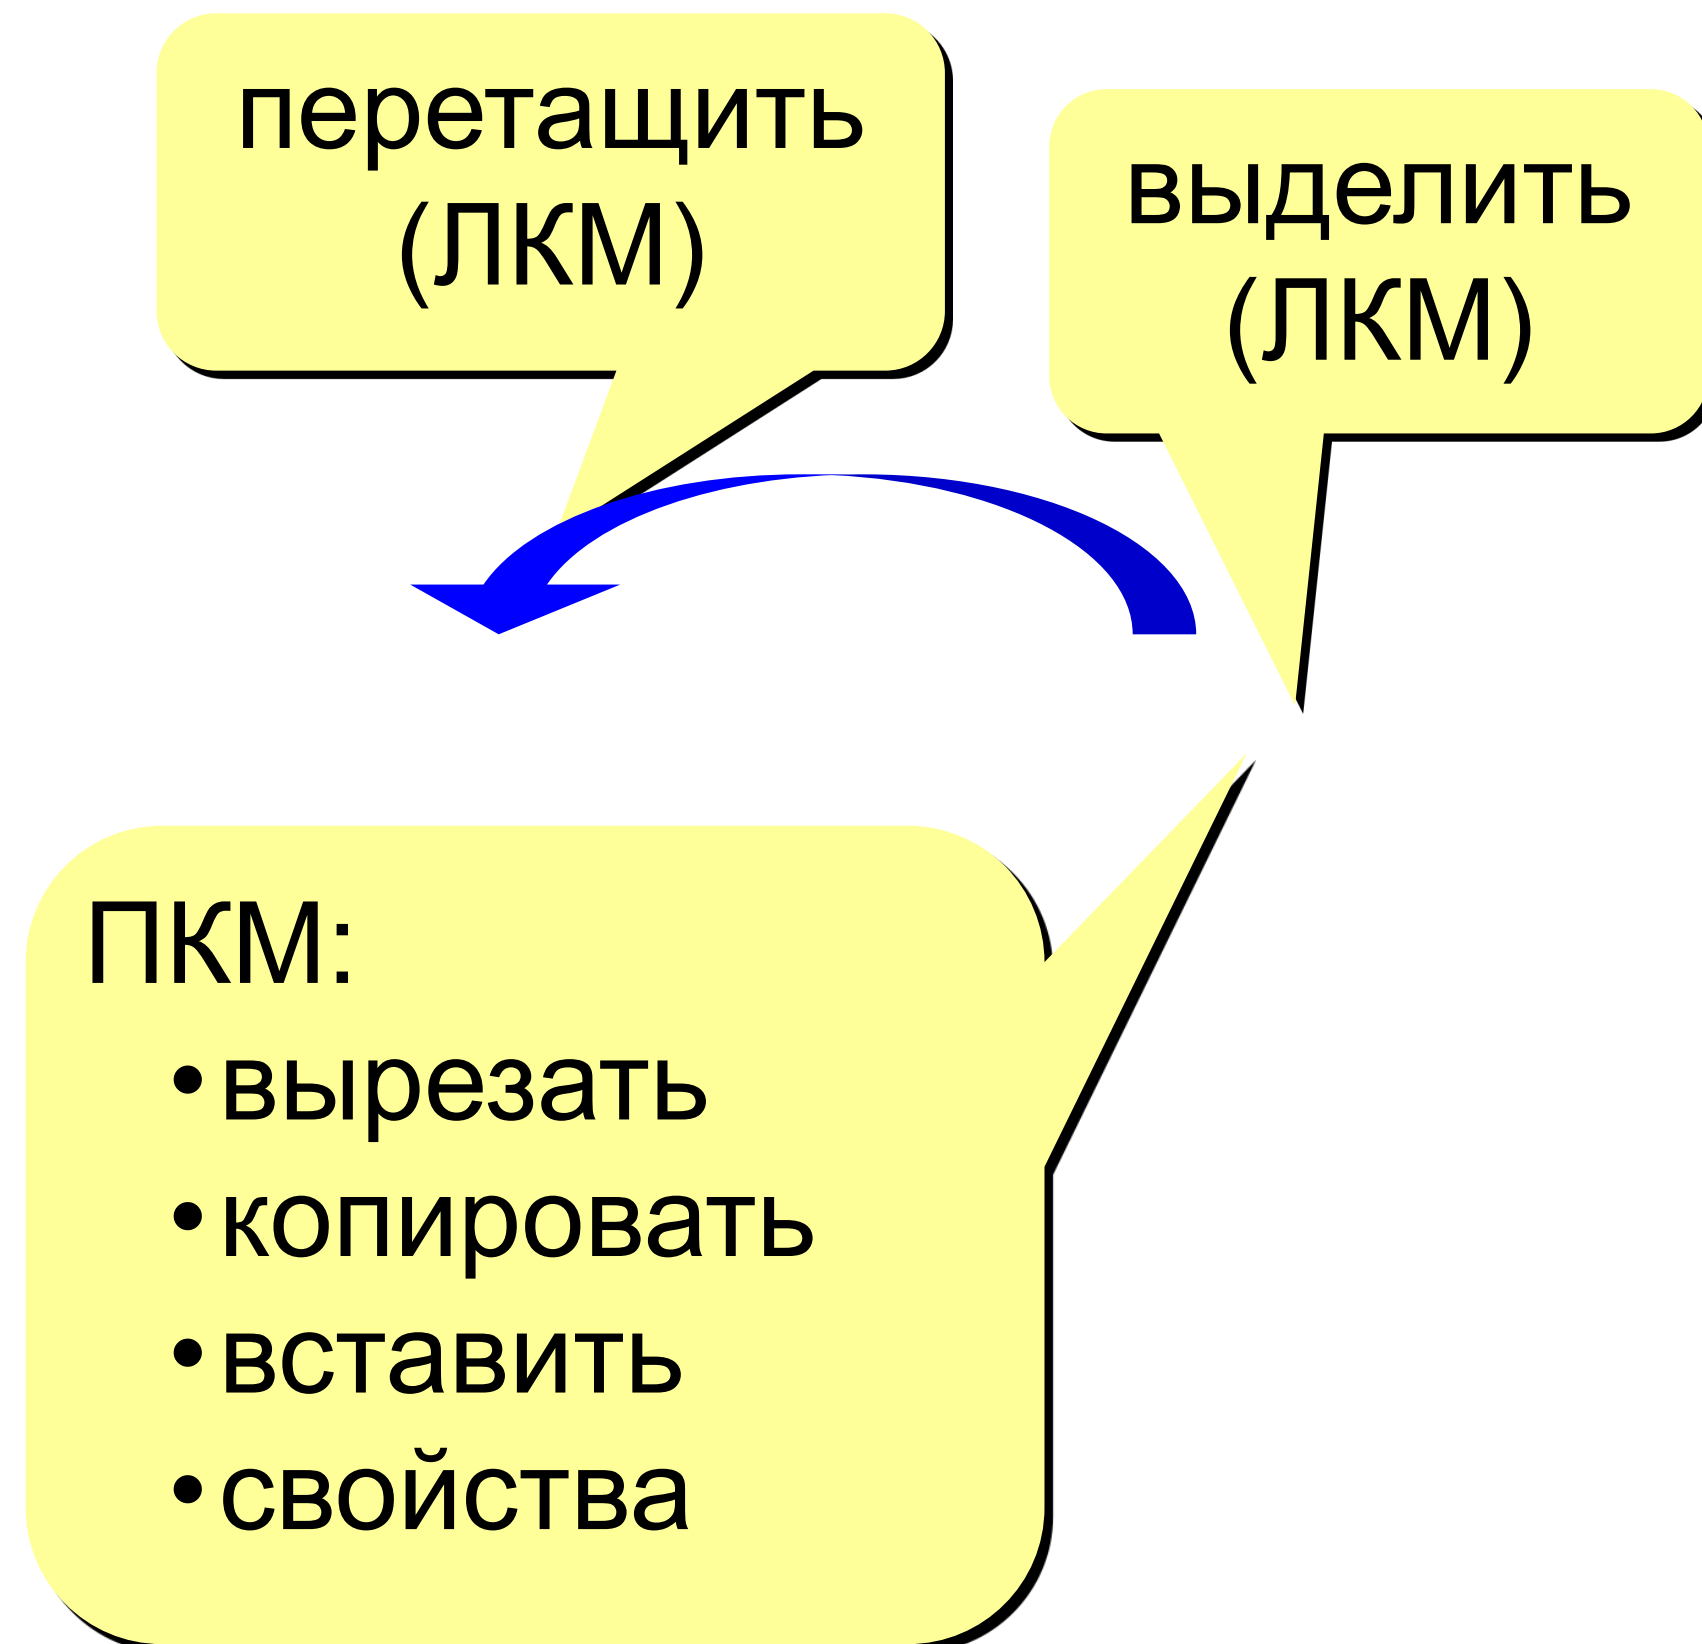 перетащить
(ЛКМ)
выделить
(ЛКМ)
ПКМ:
•вырезать
•копировать
•вставить
•свойства